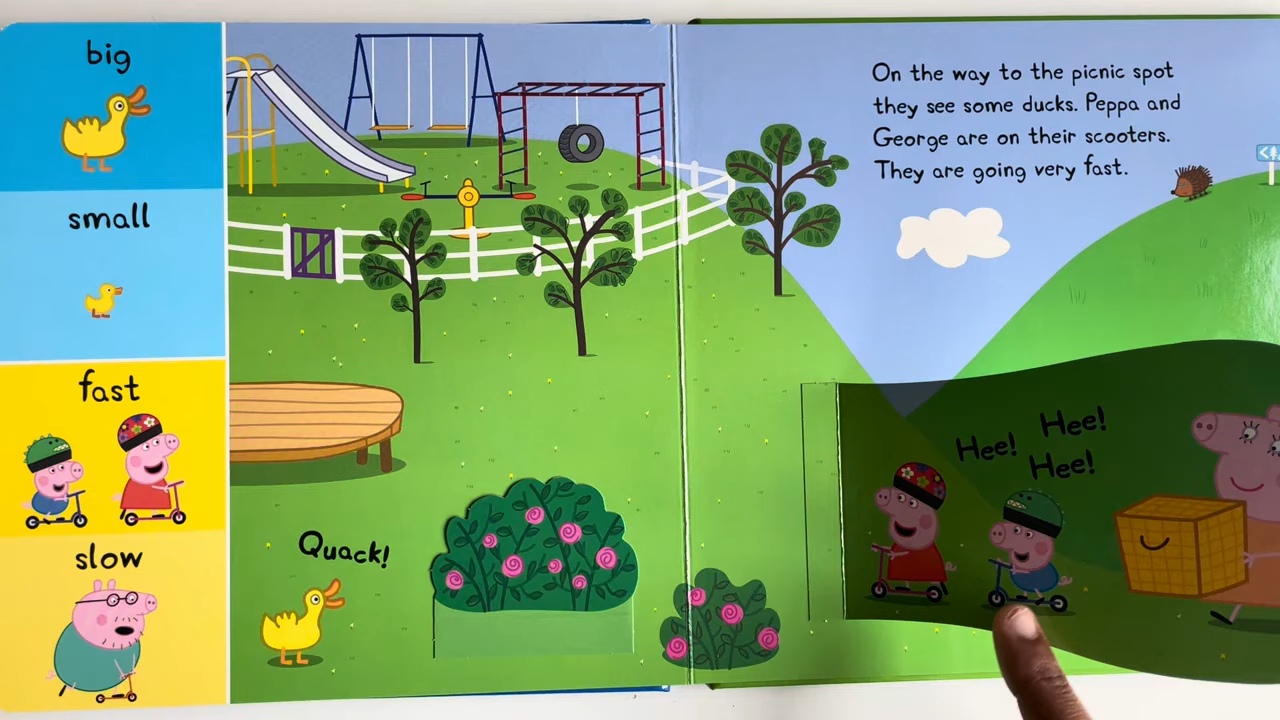 big
small
fast
slow
On the way to the picnic spot
they see some ducks. Peppa and
George are on their scooters.
They are going very fast.
Hee! Hee!
Hee!
Quack!